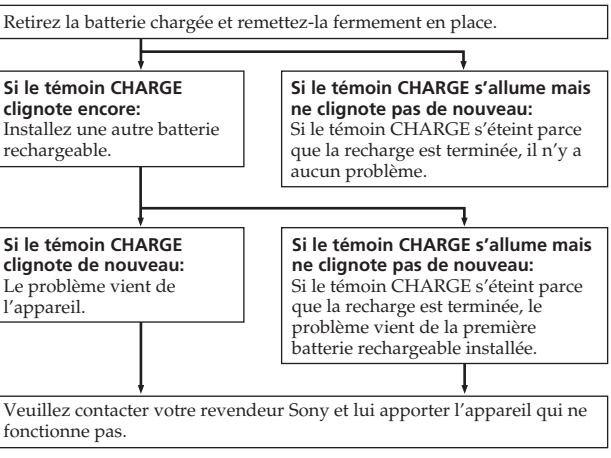 Retirez la batterie chargée et remettez-la fermement en place.
Si le témoin CHARGE
clignote encore:
Installez une autre batterie
rechargeable.
Si le témoin CHARGE s’allume mais
ne clignote pas de nouveau:
Si le témoin CHARGE s’éteint parce
que la recharge est terminée, il n’y a
aucun problème.
Si le témoin CHARGE
clignote de nouveau:
Le problème vient de
l’appareil.
Si le témoin CHARGE s’allume mais
ne clignote pas de nouveau:
Si le témoin CHARGE s’éteint parce
que la recharge est terminée, le
problème vient de la première
batterie rechargeable installée.
Veuillez contacter votre revendeur Sony et lui apporter l’appareil qui ne
fonctionne pas.